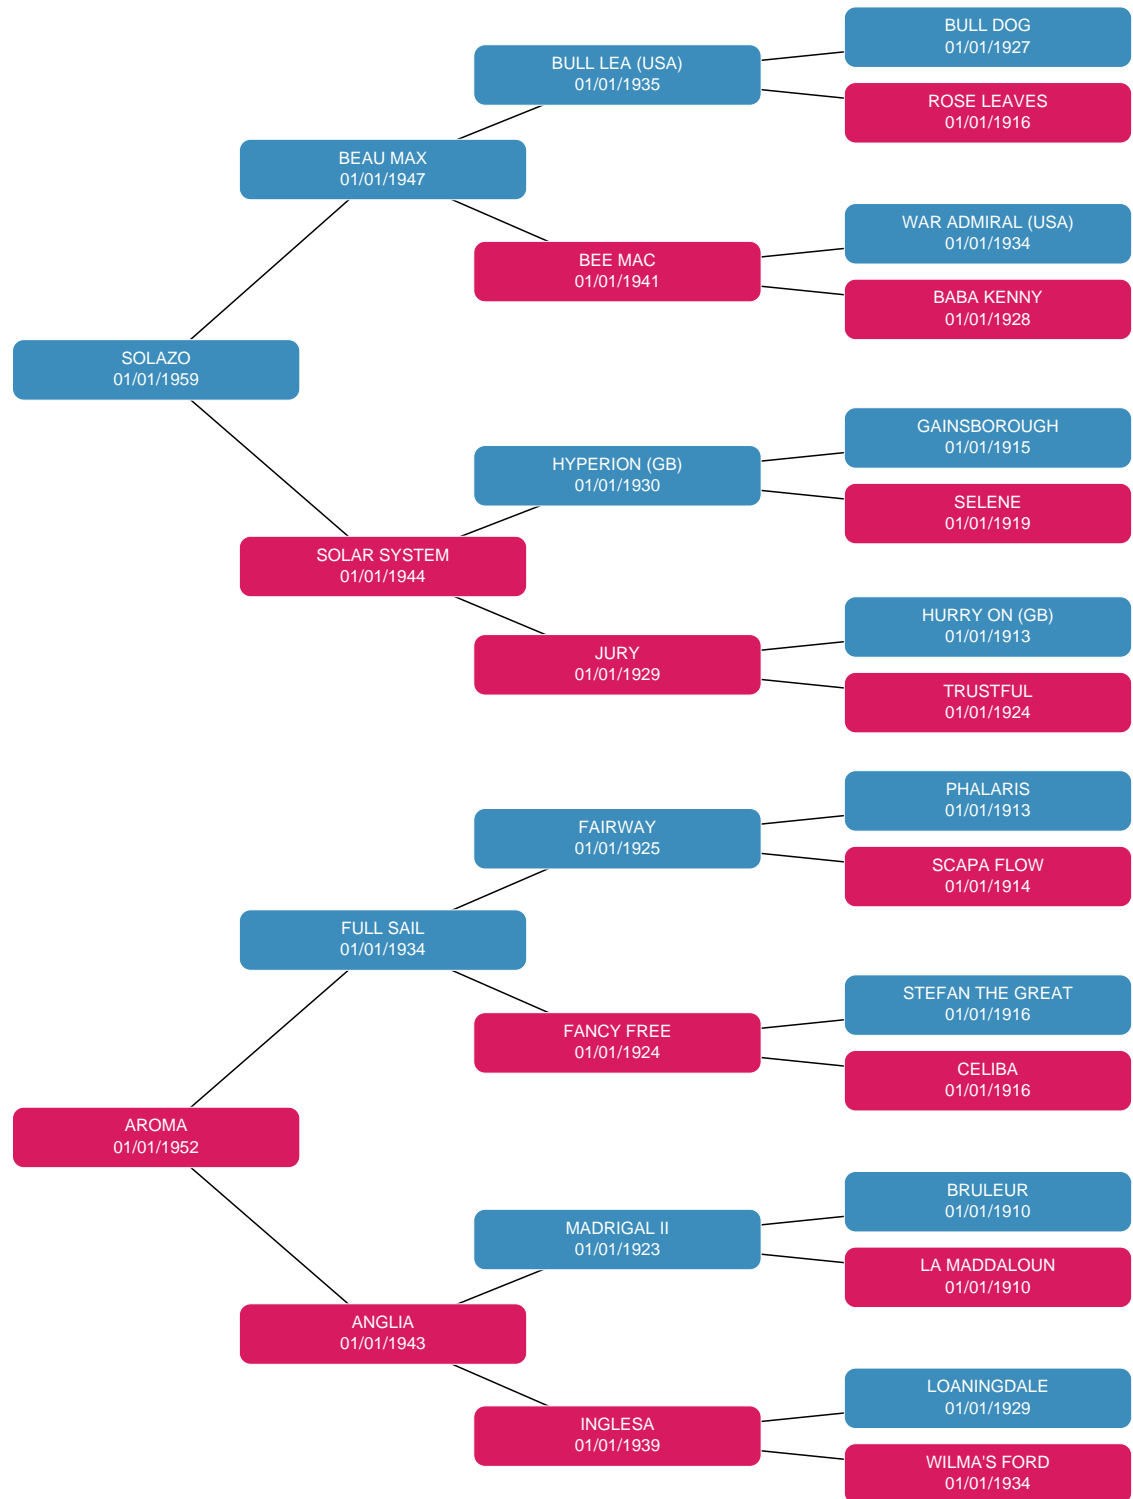 BULL DOG
01/01/1927
BULL LEA (USA)
01/01/1935
ROSE LEAVES
01/01/1916
BEAU MAX
01/01/1947
WAR ADMIRAL (USA)
01/01/1934
BEE MAC
01/01/1941
BABA KENNY
01/01/1928
SOLAZO
01/01/1959
GAINSBOROUGH
01/01/1915
HYPERION (GB)
01/01/1930
SELENE
01/01/1919
SOLAR SYSTEM
01/01/1944
HURRY ON (GB)
01/01/1913
JURY
01/01/1929
TRUSTFUL
01/01/1924
PHALARIS
01/01/1913
FAIRWAY
01/01/1925
SCAPA FLOW
01/01/1914
FULL SAIL
01/01/1934
STEFAN THE GREAT
01/01/1916
FANCY FREE
01/01/1924
CELIBA
01/01/1916
AROMA
01/01/1952
BRULEUR
01/01/1910
MADRIGAL II
01/01/1923
LA MADDALOUN
01/01/1910
ANGLIA
01/01/1943
LOANINGDALE
01/01/1929
INGLESA
01/01/1939
WILMA'S FORD
01/01/1934